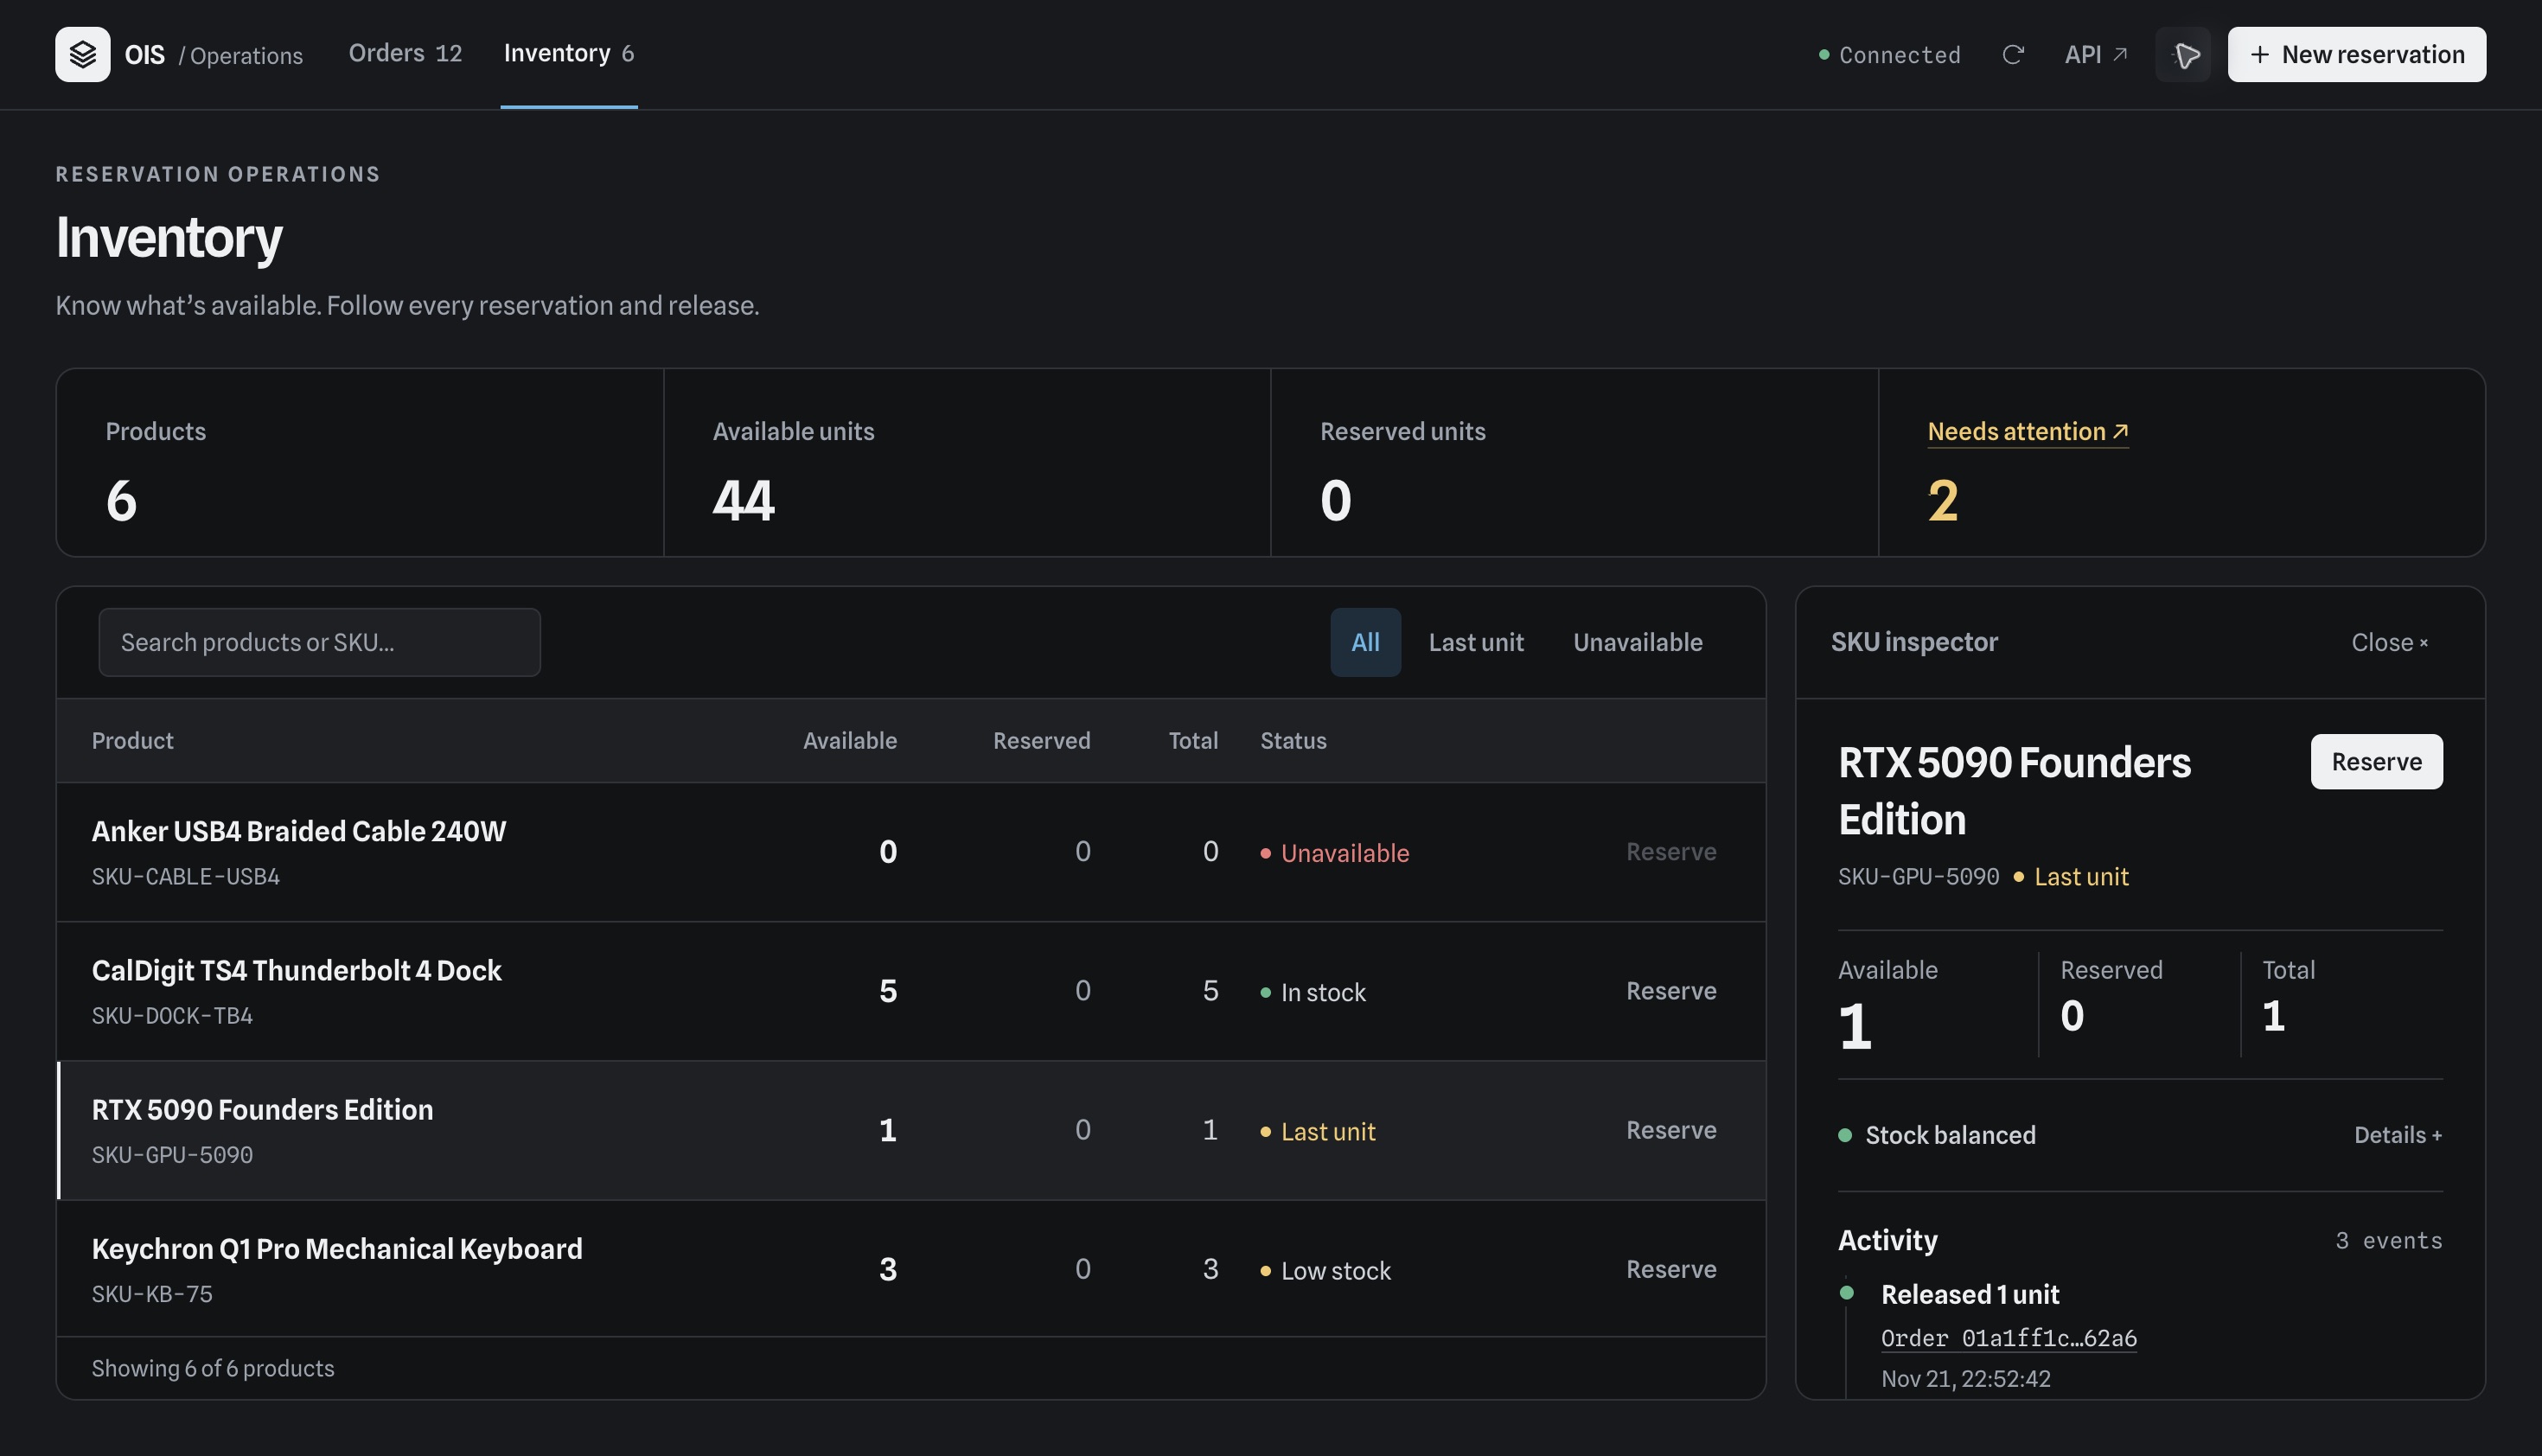 OIS / Operations Orders 12 Inventory 6 Connected API ↗ + New reservation
RESERVATION OPERATIONS
Inventory
Know what’s available. Follow every reservation and release.
Products Available units Reserved units Needs attention ↗
6 44 0 2
Search products or SKU... All Last unit Unavailable
Product Available Reserved Total Status
Anker USB4 Braided Cable 240W
SKU-CABLE-USB4
0 0 0 Unavailable Reserve
CalDigit TS4 Thunderbolt 4 Dock
SKU-DOCK-TB4
5 0 5 In stock Reserve
RTX 5090 Founders Edition
SKU-GPU-5090
1 0 1 Last unit Reserve
Keychron Q1 Pro Mechanical Keyboard
SKU-KB-75
3 0 3 Low stock Reserve
Showing 6 of 6 products
SKU inspector Close ×
RTX 5090 Founders
Edition
Reserve
SKU-GPU-5090 Last unit
Available Reserved Total
1 0 1
Stock balanced Details +
Activity 3 events
Released 1 unit
Order 01a1ff1c…62a6
Nov 21, 22:52:42